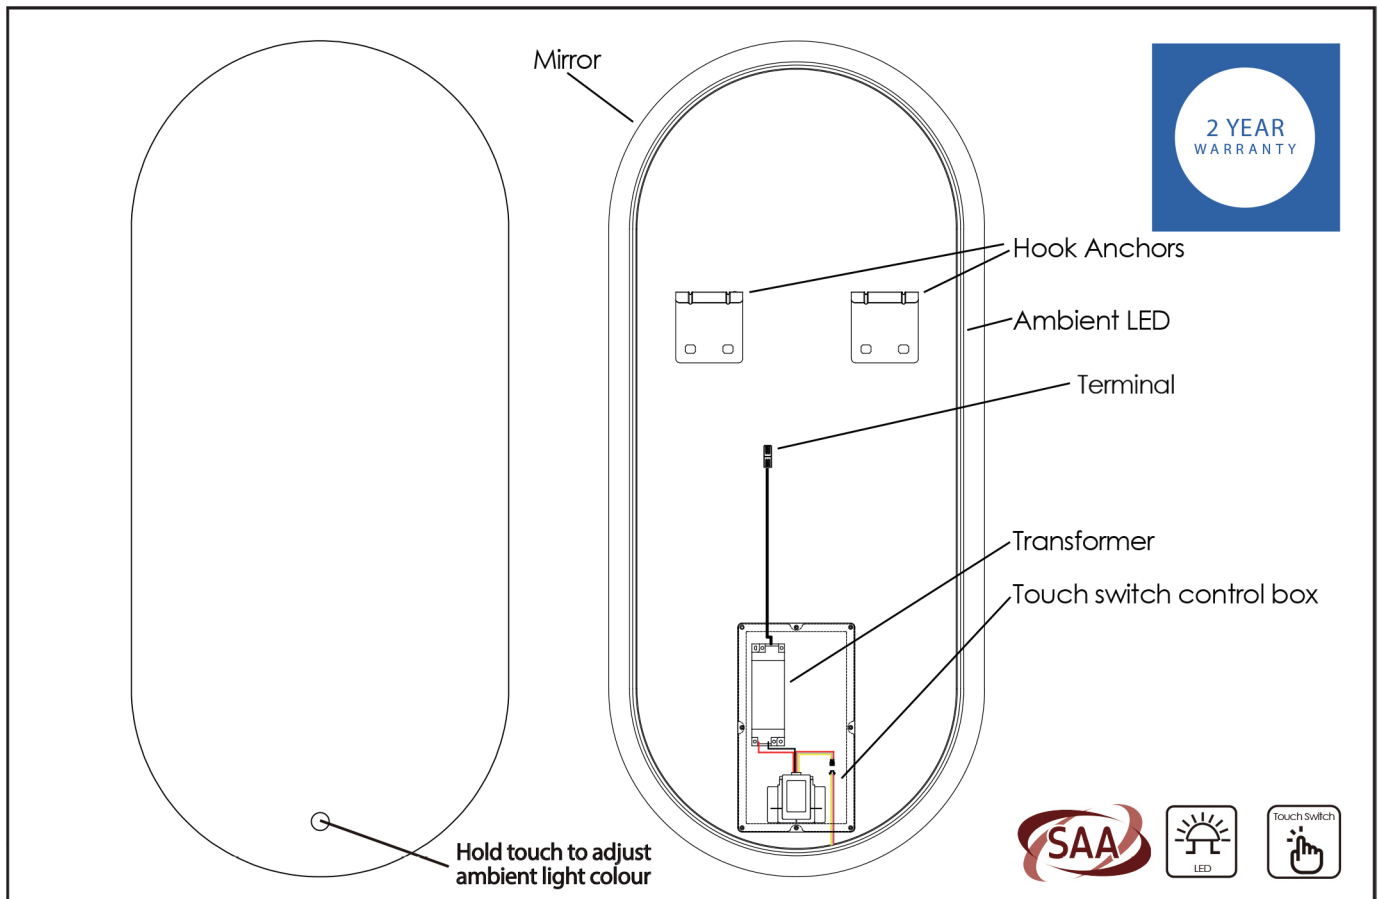 Mirror
2 YEAR
WARRANTY
Hook Anchors
Ambient LED
Terminal
Transformer
Touch switch control box
Hold touch to adjust
ambient light colour
SAA
LED
Touch Switch